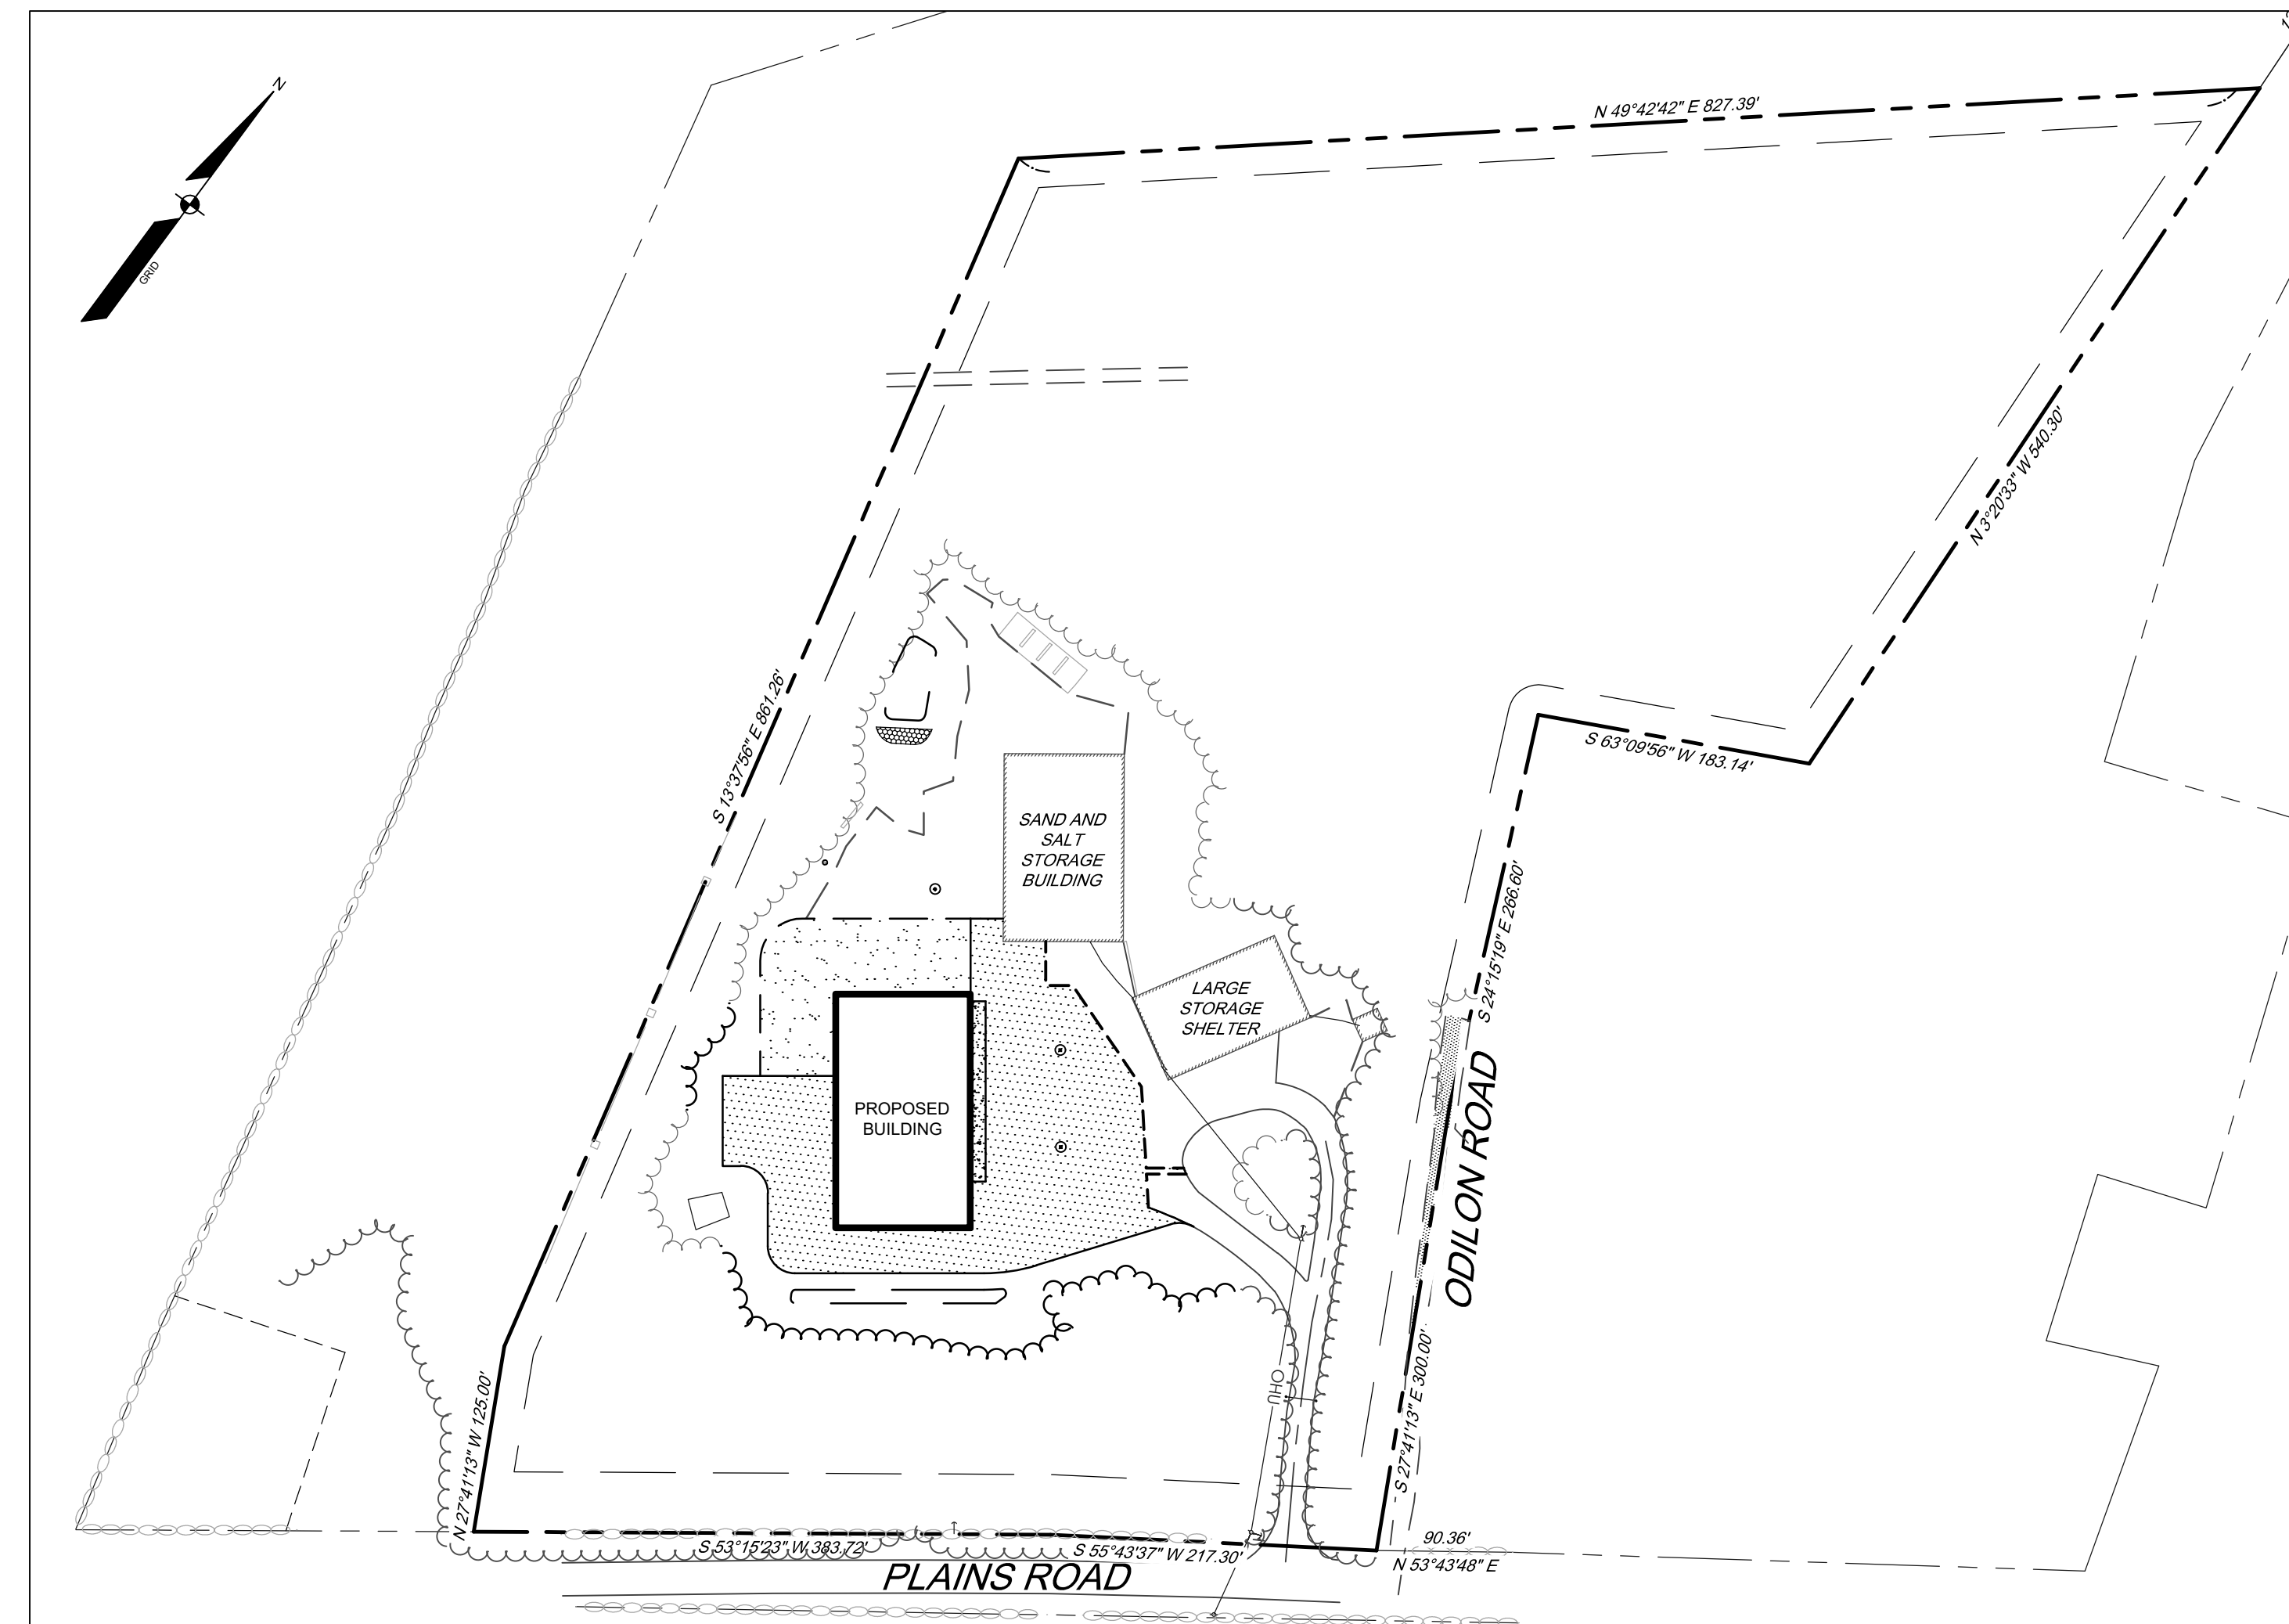 N
GRID
N 49°42'42" E 827.39'
N 3°20'33" W 540.30'
S 13°37'56" E 861.26'
S 63°09'56" W 183.14'
SAND AND
SALT
STORAGE
BUILDING
S 24°15'19" E 266.60'
LARGE
STORAGE
SHELTER
PROPOSED
BUILDING
ODILON ROAD
OHU
S 27°41'13" E 300.00'
N 27°41'13" W 125.00'
S 53°15'23" W 383.72'
S 55°43'37" W 217.30'
90.36'
N 53°43'48" E
PLAINS ROAD